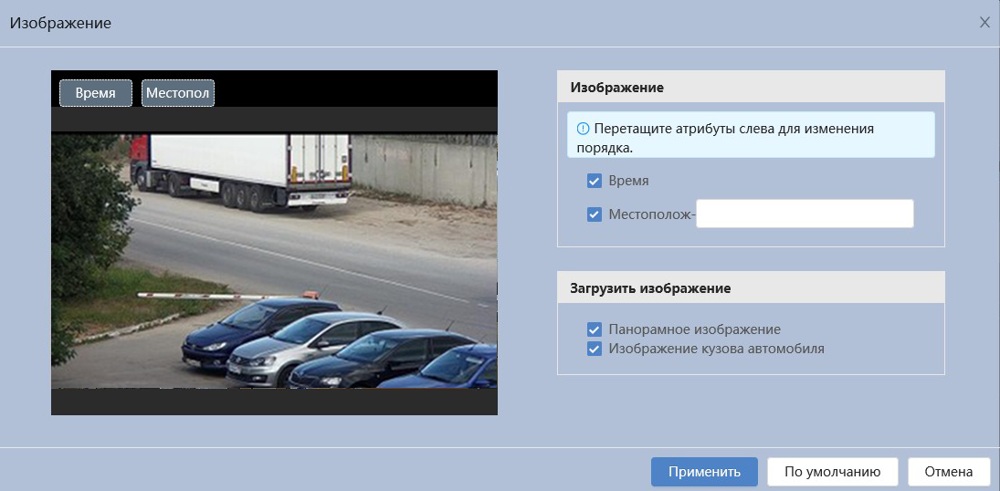 Изображение
Время
Местопол
Изображение
Перетащите атрибуты слева для изменения
порядка.
Время
Местополож-
Загрузить изображение
Панорамное изображение
Изображение кузова автомобиля
Применить
По умолчанию
Отмена